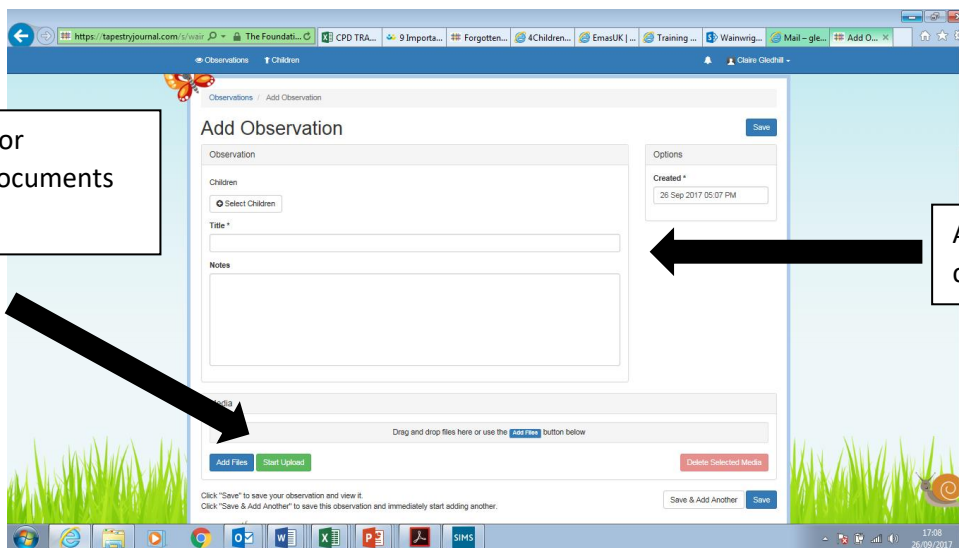 https://tapestryjournal.com/s/wair
The Foundati...
CPD TRA...
9 Importa...
Forgotten...
4Children...
EmasUK | ...
Training ...
Wainwrig...
Mail – gle...
Add O...
Observations
Children
Claire Gledhill
Observations / Add Observation
Add Observation
Save
or
ocuments
Observation
Options
Children
Created *
Select Children
26 Sep 2017 05:07 PM
Title *
A
Notes
Drag and drop files here or use the Add Files button below
Add Files
Start Upload
Delete Selected Media
Click "Save" to save your observation and view it.
Click "Save & Add Another" to save this observation and immediately start adding another.
Save & Add Another
Save
SIMS
17:08
26/09/2017